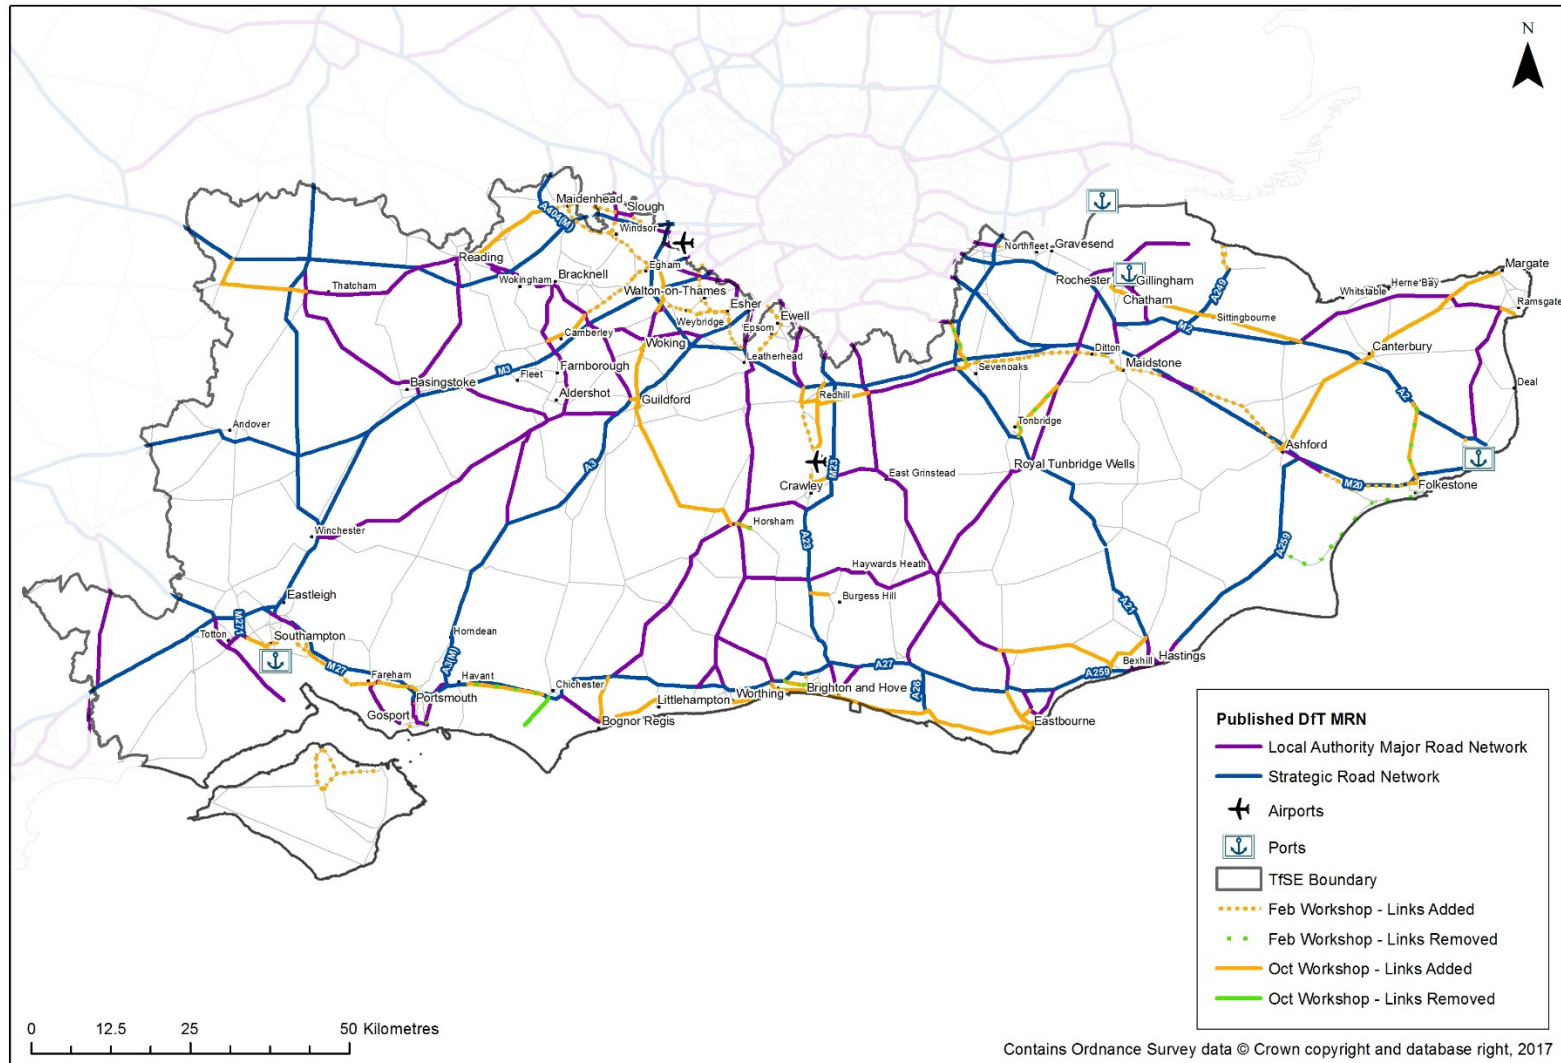 N
Maidenhead
Slough
A404(M)
Windsor
Northfleet
Gravesend
Reading
Egham
Margate
Bracknell
Rochester
Gillingham
Herne Bay
Wokingham
Thatcham
Walton-on-Thames
Whitstable
A249
Chatham
Ramsgate
Esher
Ewell
Sittingbourne
Weybridge
Epsom
M2
Camberley
Woking
Canterbury
Leatherhead
Ditton
Maidstone
M3
Farnborough
Fleet
Sevenoaks
Basingstoke
Deal
Aldershot
Redhill
A2
Guildford
Andover
Tonbridge
Ashford
A3
M23
Royal Tunbridge Wells
East Grinstead
Crawley
M20
Folkestone
Horsham
Winchester
A23
A259
Haywards Heath
Eastleigh
Burgess Hill
A21
M271
Totton
Southampton
Horndean
Hastings
Bexhill
M27
A3(M)
A27
A259
Fareham
Havant
Chichester
Brighton and Hove
A26
Portsmouth
Littlehampton
Worthing
Gosport
Bognor Regis
Eastbourne
Published DfT MRN
Local Authority Major Road Network
Strategic Road Network
Airports
Ports
TfSE Boundary
Feb Workshop - Links Added
Feb Workshop - Links Removed
Oct Workshop - Links Added
Oct Workshop - Links Removed
0 12.5 25 50 Kilometres
Contains Ordnance Survey data © Crown copyright and database right, 2017